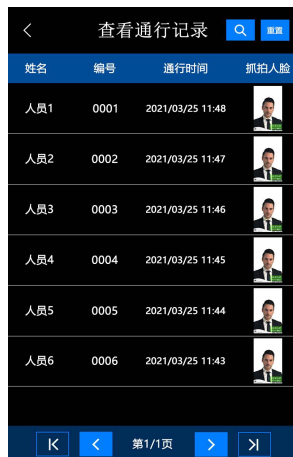 查看通行记录 重置
姓名 编号 通行时间 抓拍人脸
人员1 0001 2021/03/25 11:48
人员2 0002 2021/03/25 11:47
人员3 0003 2021/03/25 11:46
人员4 0004 2021/03/25 11:45
人员5 0005 2021/03/25 11:44
人员6 0006 2021/03/25 11:43
第1/1页